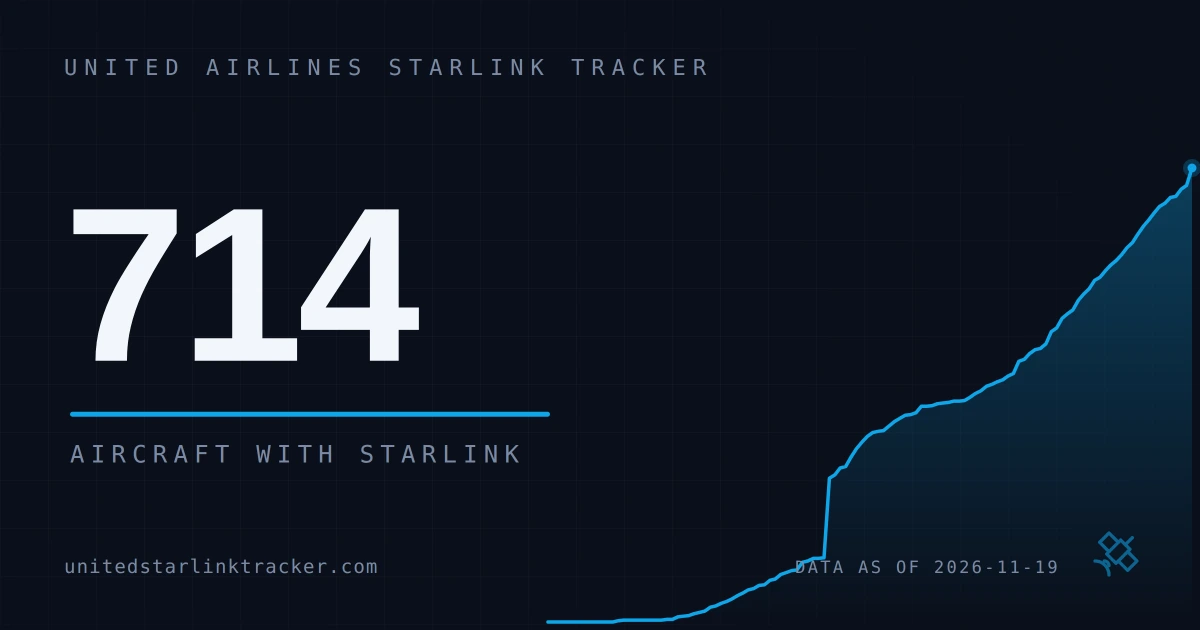 UNITED AIRLINES STARLINK TRACKER
714
AIRCRAFT WITH STARLINK
unitedstarlinktracker.com
DATA AS OF 2026-11-19